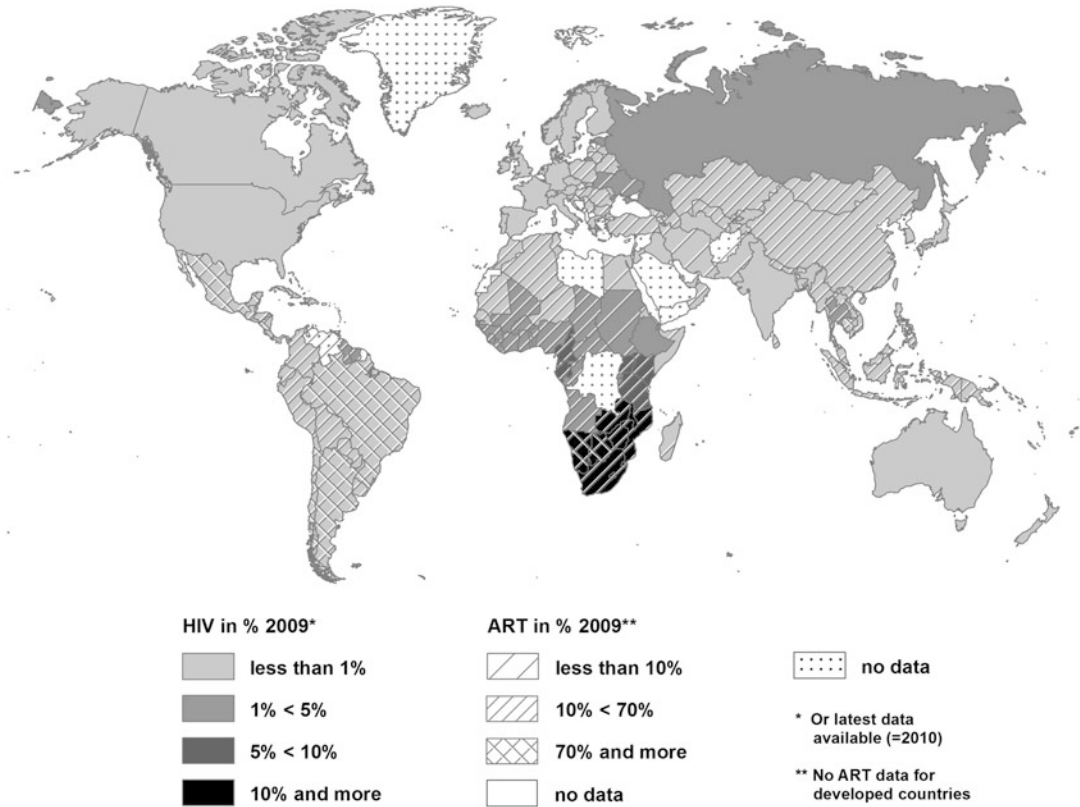 HIV in % 2009*
less than 1%
1% < 5%
5% < 10%
10% and more
ART in % 2009**
less than 10%
10% < 70%
70% and more
no data
no data
* Or latest data
available (=2010)
** No ART data for
developed countries